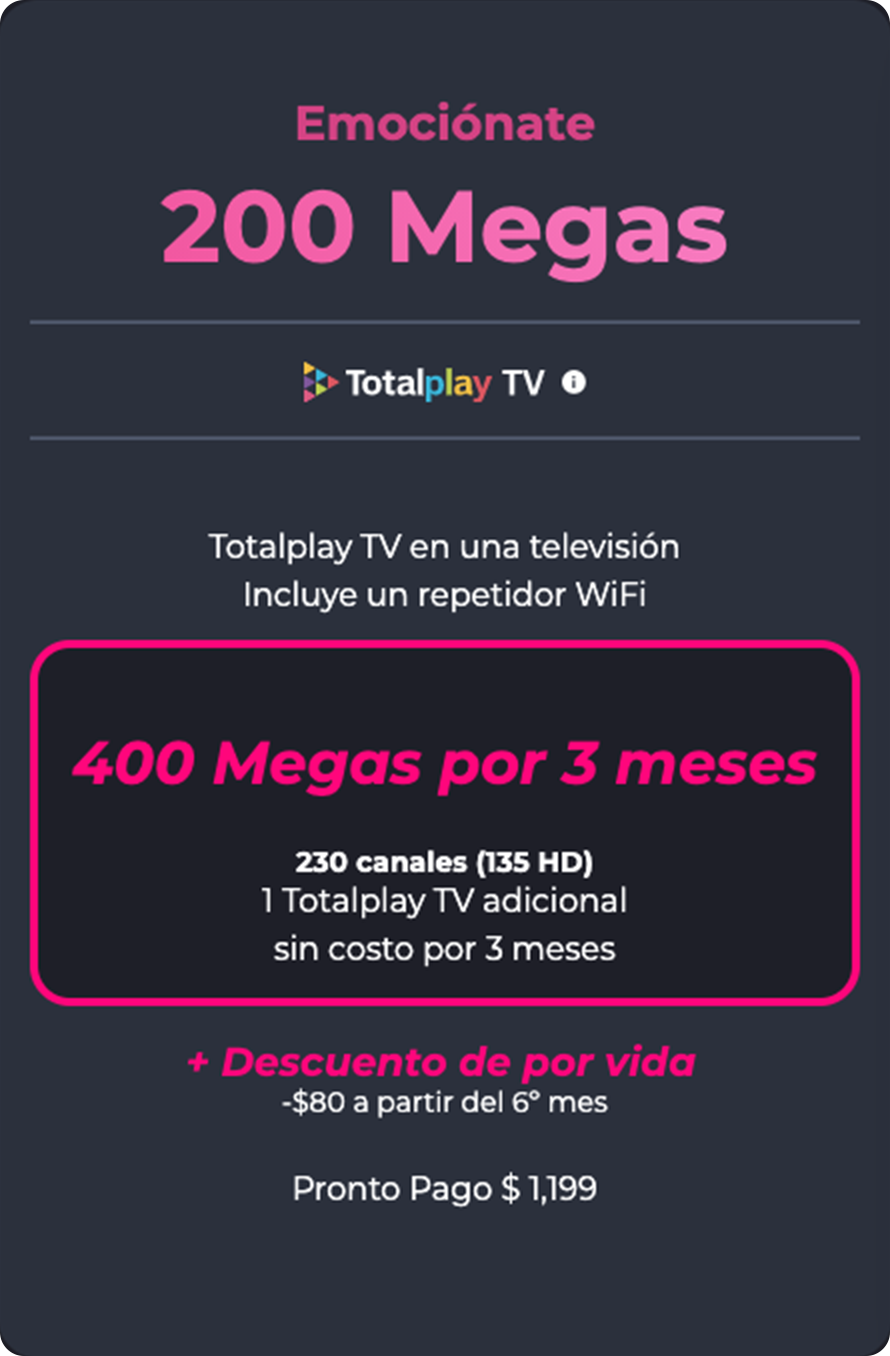 Emociónate
200 Megas
Totalplay TV
Totalplay TV en una televisión
Incluye un repetidor WiFi
400 Megas por 3 meses
230 canales (135 HD)
1 Totalplay TV adicional
sin costo por 3 meses
+ Descuento de por vida
-$80 a partir del 6º mes
Pronto Pago $ 1,199